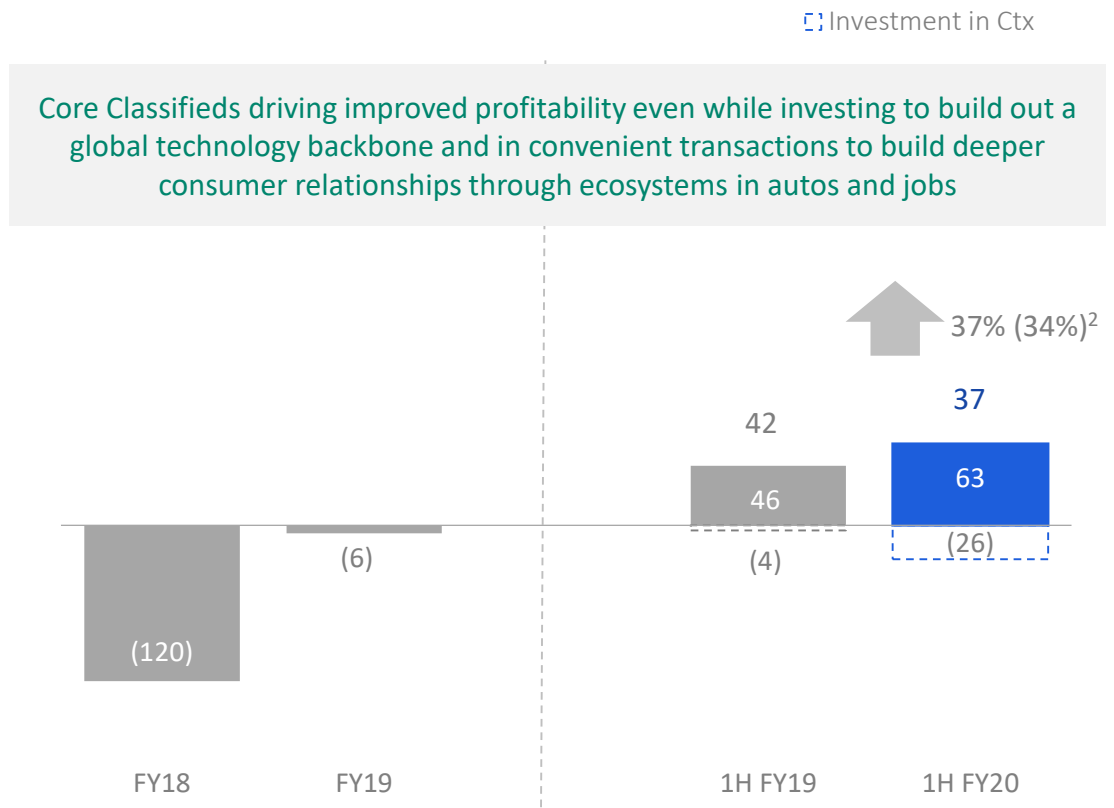 Investment in Ctx
Core Classifieds driving improved profitability even while investing to build out a
global technology backbone and in convenient transactions to build deeper
consumer relationships through ecosystems in autos and jobs
37% (34%)²
42
37
46
63
(6)
(4)
(26)
(120)
FY18
FY19
1H FY19
1H FY20